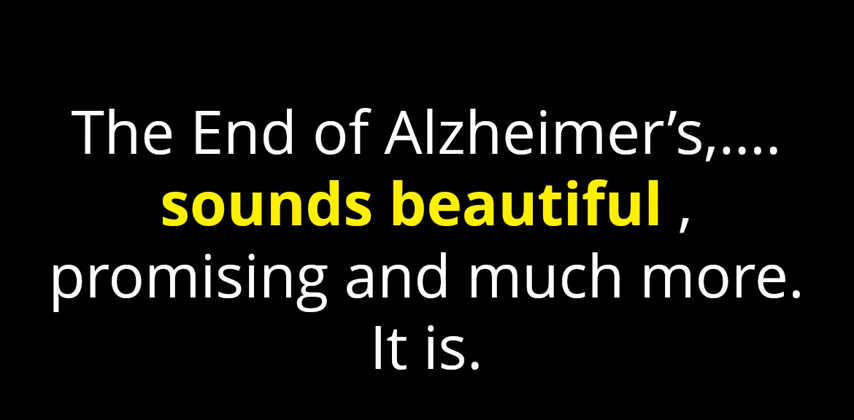 The End of Alzheimer’s,....
sounds beautiful ,
promising and much more.
It is.